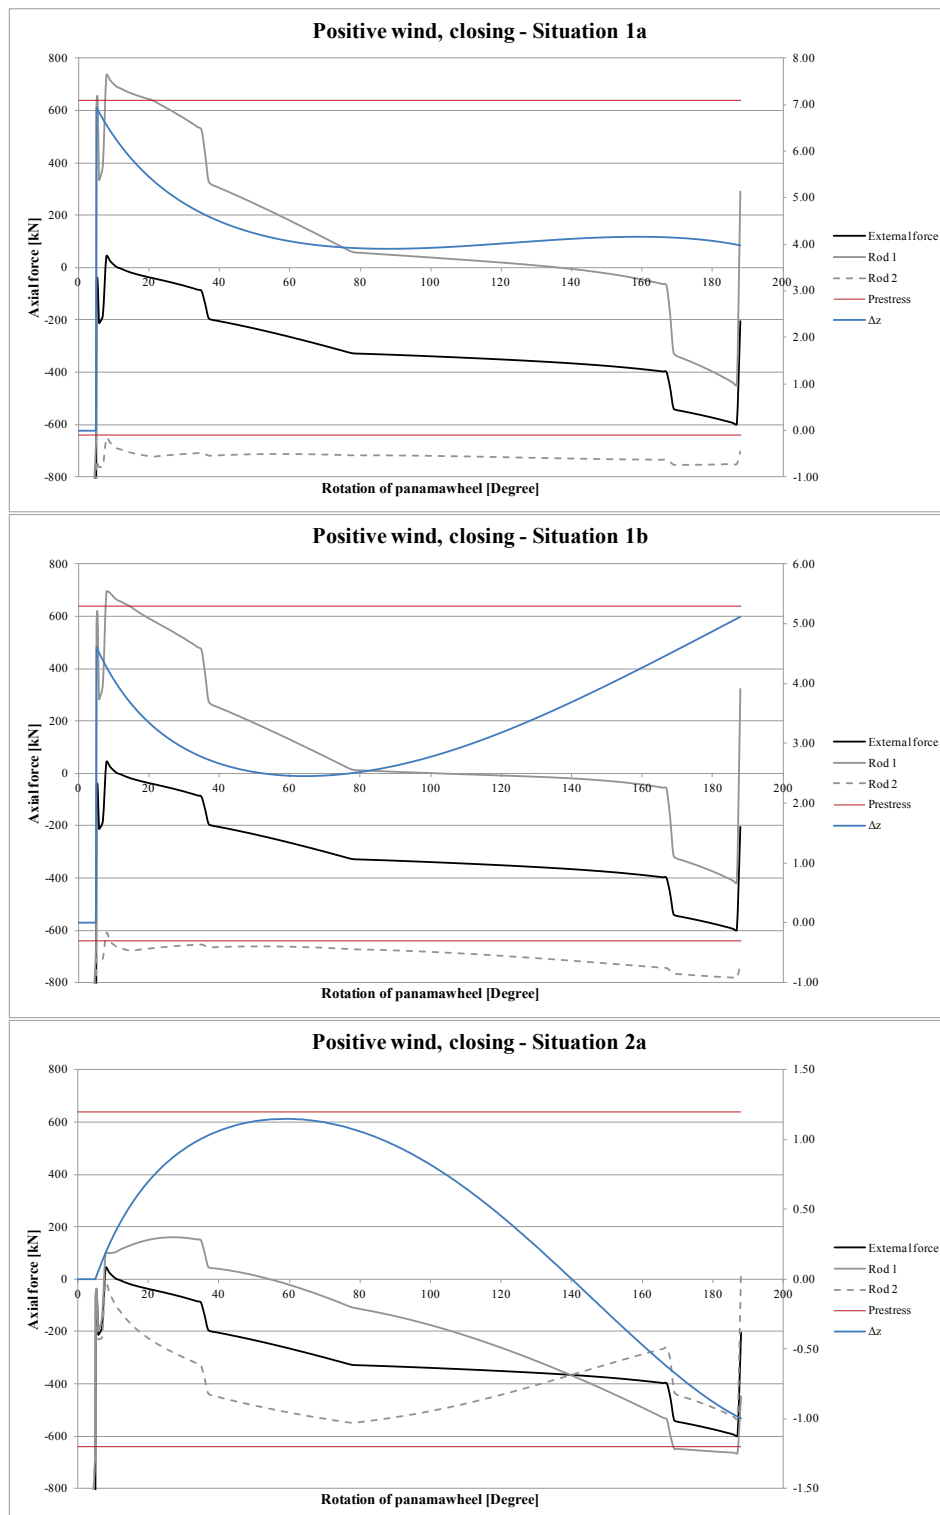 Positive wind, closing - Situation 1a
800
600
400
200
0
-200
-400
-600
-800
0 20 40 60 80 100 120 140 160 180 200
8.00
7.00
6.00
5.00
4.00
3.00
2.00
1.00
0.00
-1.00
Axial force [kN]
Rotation of panamawheel [Degree]
External force
Rod 1
Rod 2
Prestress
Δz
Positive wind, closing - Situation 1b
800
600
400
200
0
-200
-400
-600
-800
0 20 40 60 80 100 120 140 160 180 200
6.00
5.00
4.00
3.00
2.00
1.00
0.00
-1.00
Axial force [kN]
Rotation of panamawheel [Degree]
External force
Rod 1
Rod 2
Prestress
Δz
Positive wind, closing - Situation 2a
800
600
400
200
0
-200
-400
-600
-800
0 20 40 60 80 100 120 140 160 180 200
1.50
1.00
0.50
0.00
-0.50
-1.00
-1.50
Axial force [kN]
Rotation of panamawheel [Degree]
External force
Rod 1
Rod 2
Prestress
Δz